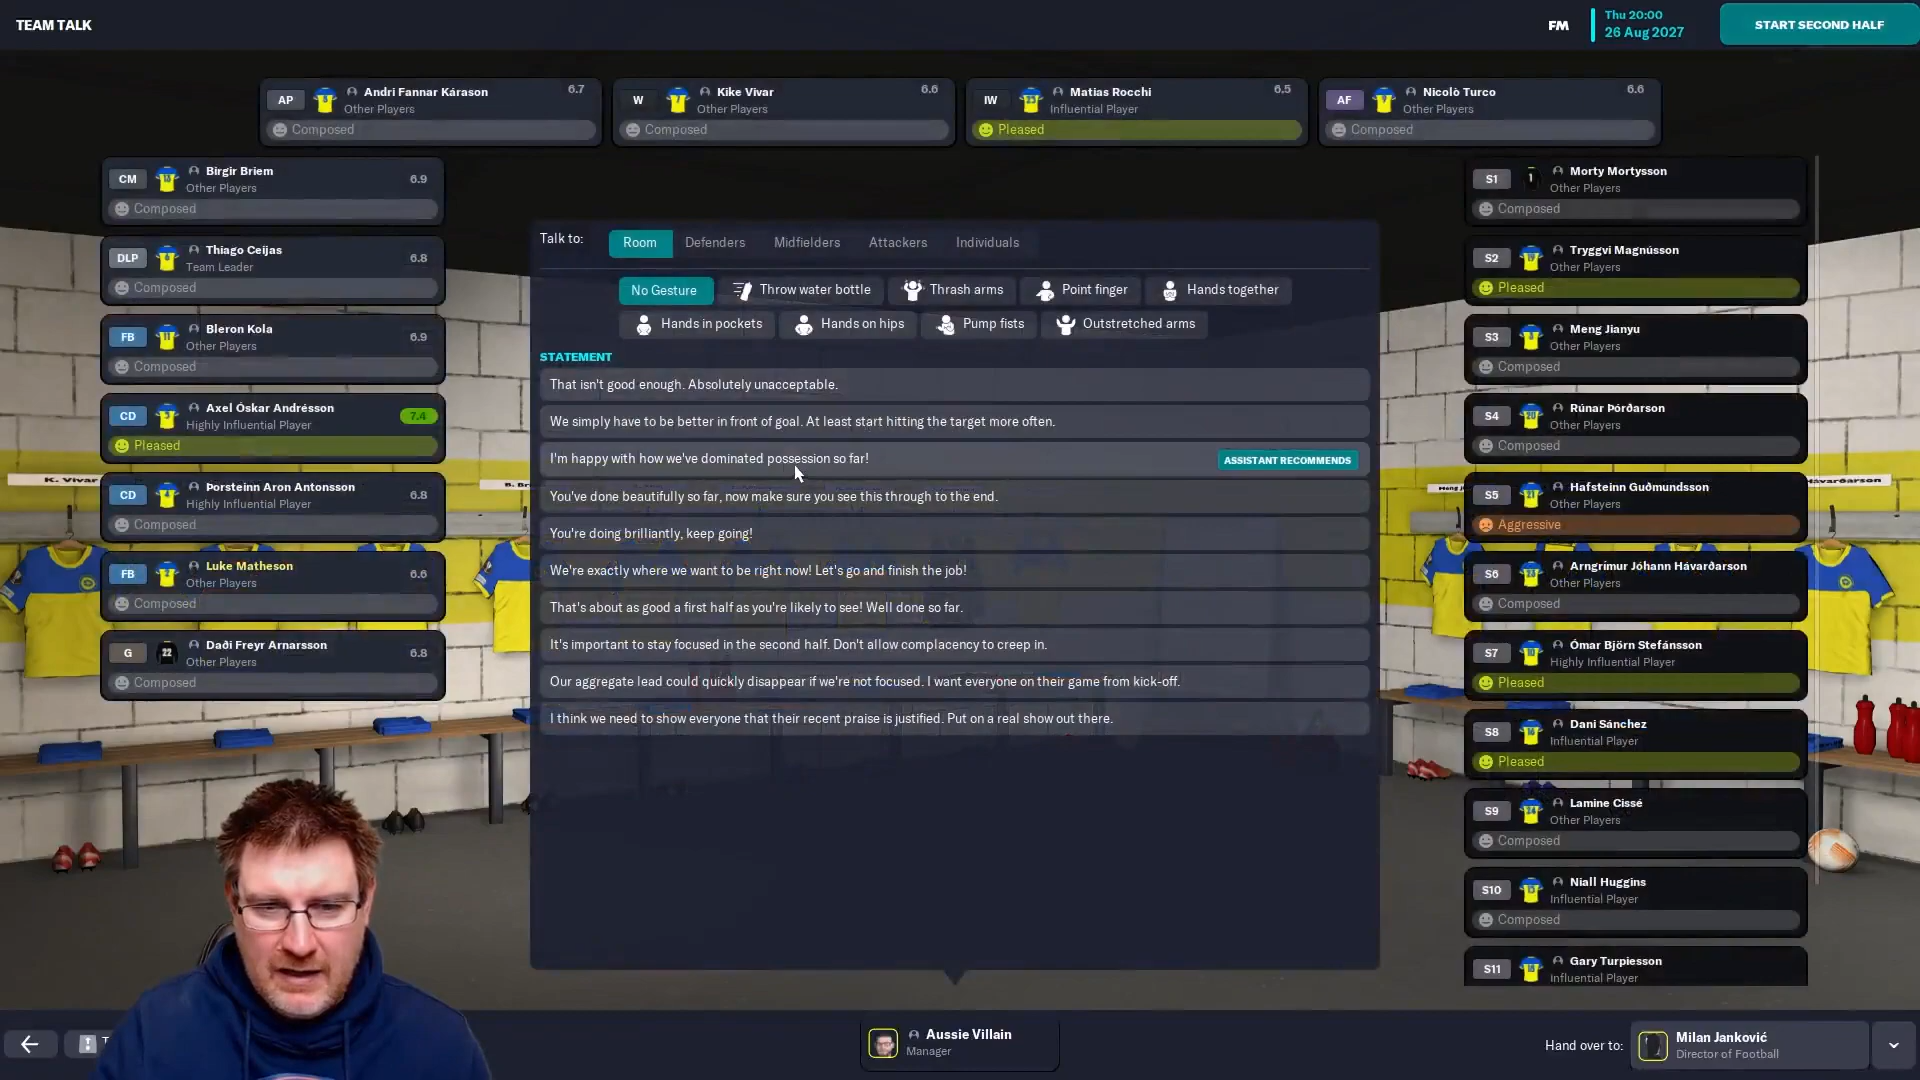 TEAM TALK
FM
Thu 20:00
26 Aug 2027
START SECOND HALF
AP
Andri Fannar Kárason
6.7
Other Players
Composed
W
Kike Vivar
6.6
Other Players
Composed
IW
Matias Rocchi
6.5
Influential Player
Pleased
AF
Nicolò Turco
6.6
Other Players
Composed
CM
Birgir Briem
Other Players
6.9
Composed
DLP
Thiago Ceijas
Team Leader
6.8
Composed
FB
Bleron Kola
Other Players
6.9
Composed
CD
Axel Óskar Andrésson
Highly Influential Player
7.4
Pleased
K. Vivar
CD
Þorsteinn Aron Antonsson
Highly Influential Player
6.8
Composed
FB
Luke Matheson
Other Players
6.6
Composed
G
22
Daði Freyr Arnarsson
Other Players
6.8
Composed
Talk to:
Room
Defenders
Midfielders
Attackers
Individuals
No Gesture
Throw water bottle
Thrash arms
Point finger
Hands together
Hands in pockets
Hands on hips
Pump fists
Outstretched arms
STATEMENT
That isn't good enough. Absolutely unacceptable.
We simply have to be better in front of goal. At least start hitting the target more often.
I'm happy with how we've dominated possession so far!
ASSISTANT RECOMMENDS
You've done beautifully so far, now make sure you see this through to the end.
You're doing brilliantly, keep going!
We're exactly where we want to be right now! Let's go and finish the job!
That's about as good a first half as you're likely to see! Well done so far.
It's important to stay focused in the second half. Don't allow complacency to creep in.
Our aggregate lead could quickly disappear if we're not focused. I want everyone on their game from kick-off.
I think we need to show everyone that their recent praise is justified. Put on a real show out there.
S1
1
Morty Mortysson
Other Players
Composed
S2
Tryggvi Magnússon
Other Players
Pleased
S3
Meng Jianyu
Other Players
Composed
S4
Rúnar Þórðarson
Other Players
Composed
S5
Hafsteinn Guðmundsson
Other Players
Aggressive
S6
Arngrímur Jóhann Hávarðarson
Other Players
Composed
S7
Ómar Björn Stefánsson
Highly Influential Player
Pleased
S8
Dani Sánchez
Influential Player
Pleased
S9
Lamine Cissé
Other Players
Composed
S10
Niall Huggins
Influential Player
Composed
S11
Gary Turpiesson
Influential Player
Aussie Villain
Manager
Hand over to:
Milan Janković
Director of Football